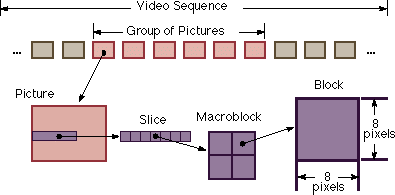 Video Sequence
Group of Pictures
... ...
Picture
Slice
Macroblock
Block
8
pixels
8
pixels